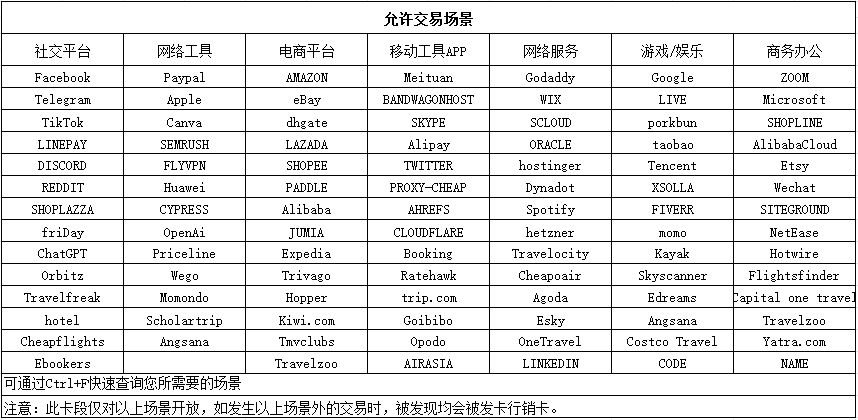 允许交易场景
社交平台 网络工具 电商平台 移动工具APP 网络服务 游戏/娱乐 商务办公
Facebook Paypal AMAZON Meituan Godaddy Google ZOOM
Telegram Apple eBay BANDWAGONHOST WIX LIVE Microsoft
TikTok Canva dhgate SKYPE SCLOUD porkbun SHOPLINE
LINEPAY SEMRUSH LAZADA Alipay ORACLE taobao AlibabaCloud
DISCORD FLYVPN SHOPEE TWITTER hostinger Tencent Etsy
REDDIT Huawei PADDLE PROXY-CHEAP Dynadot XSOLLA Wechat
SHOPLAZZA CYPRESS Alibaba AHREFS Spotify FIVERR SITEGROUND
friDay OpenAi JUMIA CLOUDFLARE hetzner momo NetEase
ChatGPT Priceline Expedia Booking Travelocity Kayak Hotwire
Orbitz Wego Trivago Ratehawk Cheapoair Skyscanner Flightsfinder
Travelfreak Momondo Hopper trip.com Agoda Edreams Capital one travel
hotel Scholartrip Kiwi.com Goibibo Esky Angsana Travelzoo
Cheapflights Angsana Tmvclubs Opodo OneTravel Costco Travel Yatra.com
Ebookers Travelzoo AIRASIA LINKEDIN CODE NAME
可通过Ctrl+F快速查询您所需要的场景
注意：此卡段仅对以上场景开放，如发生以上场景外的交易时，被发现均会被发卡行销卡。